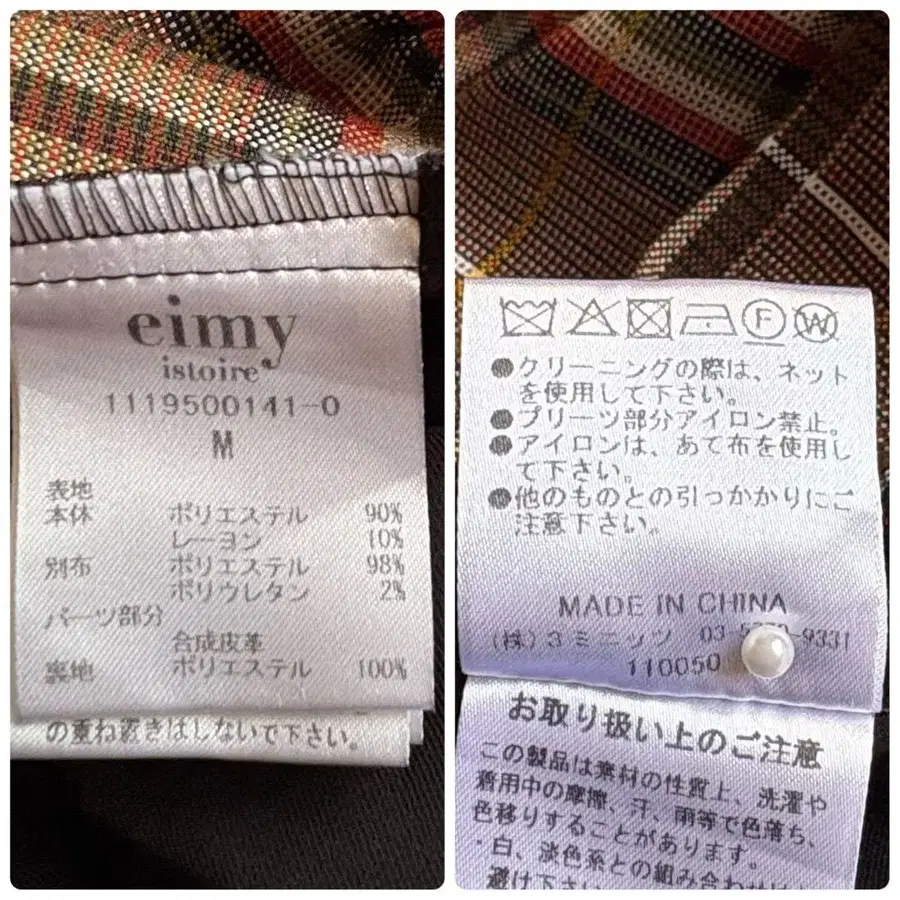 eimy
istoire
1119500141-0
M
表地
本体 ポリエステル 90%
レーヨン 10%
別布 ポリエステル 98%
ポリウレタン 2%
パーツ部分
合成皮革
裏地 ポリエステル 100%
の重ね置きはしないで下さい。
F W
●クリーニングの際は、ネット
を使用して下さい。
●プリーツ部分アイロン禁止。
●アイロンは、あて布を使用し
て下さい。
●他のものとの引っかかりにご
注意下さい。
MADE IN CHINA
(株)3ミニッツ
110050
お取り扱い上のご注意
この製品は素材の性質上、洗濯や
着用中の摩擦、汗、雨等で色落ち、
色移りすることがあります。
・白、淡色系との組み合わせは
避け下さい